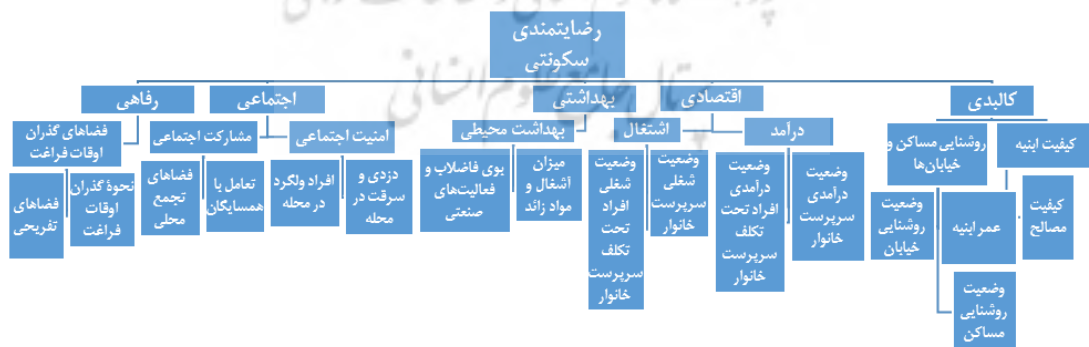 رضایتمندی
سکونتی
کالبدی
اقتصادی
بهداشتی
اجتماعی
رفاهی
کیفیت ابنیه
روشنایی مساکن و
خیابان‌ها
درآمد
اشتغال
بهداشت محیطی
امنیت اجتماعی
مشارکت اجتماعی
فضاهای گذران
اوقات فراغت
کیفیت
مصالح
عمر ابنیه
وضعیت
روشنایی
خیابان
وضعیت
روشنایی
مساکن
وضعیت
درآمدی
سرپرست
خانوار
وضعیت
درآمدی
افراد تحت
تکلف
سرپرست
خانوار
وضعیت
شغلی
سرپرست
خانوار
وضعیت
شغلی
افراد
تحت
تکلف
سرپرست
خانوار
میزان
آشغال و
مواد زائد
بوی فاضلاب و
فعالیت‌های
صنعتی
دزدی و
سرقت در
محله
افراد ولگرد
در محله
تعامل با
همسایگان
فضاهای
تجمع
محلی
نحوهٔ گذران
اوقات
فراغت
فضاهای
تفریحی
پرتال جامع علوم انسانی